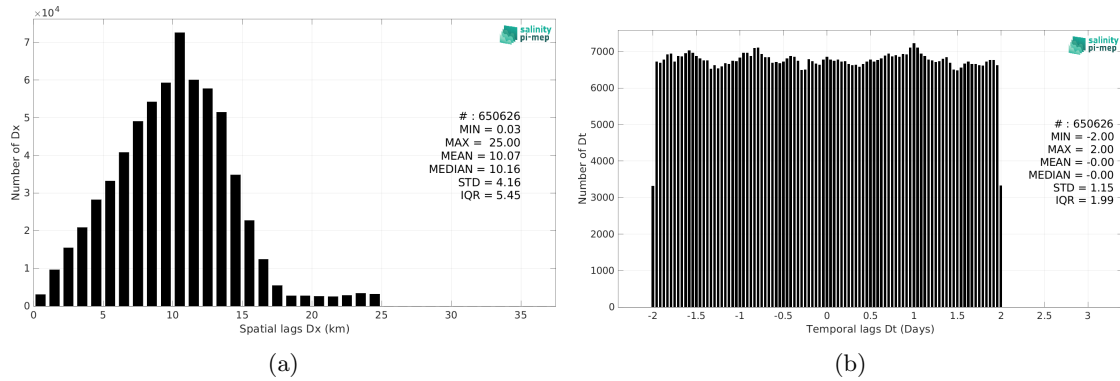 ×10⁴
salinity
pi-mep
7
6
5
4
3
2
1
0
Number of Dx
# : 650626
MIN = 0.03
MAX = 25.00
MEAN = 10.07
MEDIAN = 10.16
STD = 4.16
IQR = 5.45
0 5 10 15 20 25 30 35
Spatial lags Dx (km)
(a)
salinity
pi-mep
7000
6000
5000
4000
3000
2000
1000
0
Number of Dt
# : 650626
MIN = -2.00
MAX = 2.00
MEAN = -0.00
MEDIAN = -0.00
STD = 1.15
IQR = 1.99
-2 -1.5 -1 -0.5 0 0.5 1 1.5 2 2.5 3
Temporal lags Dt (Days)
(b)